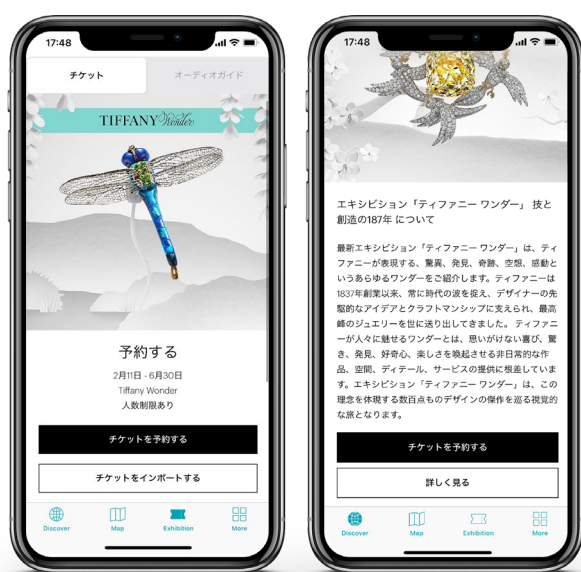 17:48
チケット
オーディオガイド
TIFFANY Wonder
予約する
2月11日 - 6月30日
Tiffany Wonder
人数制限あり
チケットを予約する
チケットをインポートする
Discover
Map
Exhibition
More
17:48
エキシビション「ティファニー ワンダー」 技と
創造の187年 について
最新エキシビション「ティファニー ワンダー」は、ティ
ファニーが表現する、驚異、発見、奇跡、空想、感動と
いうあらゆるワンダーをご紹介します。ティファニーは
1837年創業以来、常に時代の波を捉え、デザイナーの先
駆的なアイデアとクラフトマンシップに支えられ、最高
峰のジュエリーを世に送り出してきました。 ティファニ
ーが人々に魅せるワンダーとは、思いがけない喜び、驚
き、発見、好奇心、楽しさを喚起させる非日常的な作
品、空間、ディテール、サービスの提供に根差していま
す。エキシビション「ティファニー ワンダー」は、この
理念を体現する数百点ものデザインの傑作を巡る視覚的
な旅となります。
チケットを予約する
詳しく見る
Discover
Map
Exhibition
More